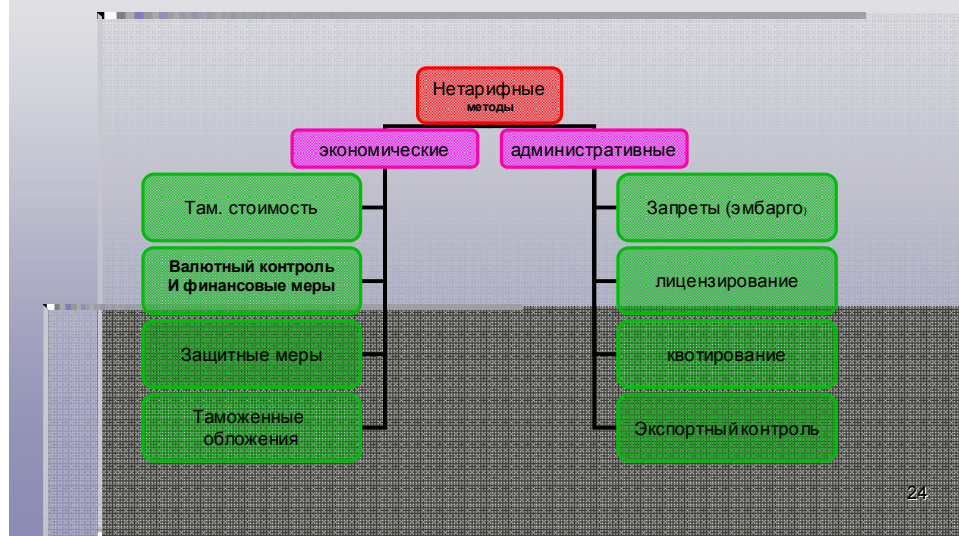 Нетарифные
методы
экономические
административные
Там. стоимость
Валютный контроль
И финансовые меры
Защитные меры
Таможенные
обложения
Запреты (эмбарго)
лицензирование
квотирование
Экспортный контроль
24